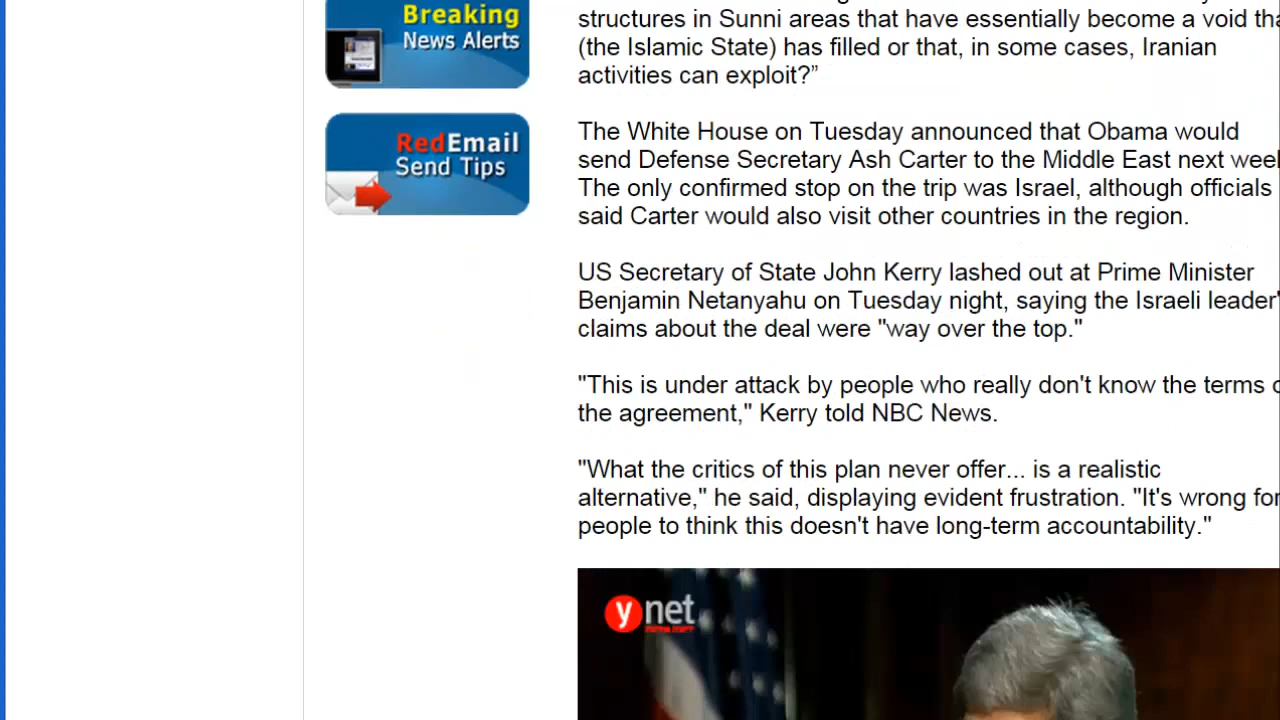 Breaking
News Alerts
RedEmail
Send Tips
structures in Sunni areas that have essentially become a void
(the Islamic State) has filled or that, in some cases, Iranian
activities can exploit?”
The White House on Tuesday announced that Obama would
send Defense Secretary Ash Carter to the Middle East next
The only confirmed stop on the trip was Israel, although officials
said Carter would also visit other countries in the region.
US Secretary of State John Kerry lashed out at Prime Minister
Benjamin Netanyahu on Tuesday night, saying the Israeli leader'
claims about the deal were "way over the top."
"This is under attack by people who really don't know the terms
the agreement," Kerry told NBC News.
"What the critics of this plan never offer... is a realistic
alternative," he said, displaying evident frustration. "It's wrong for
people to think this doesn't have long-term accountability."
ynet